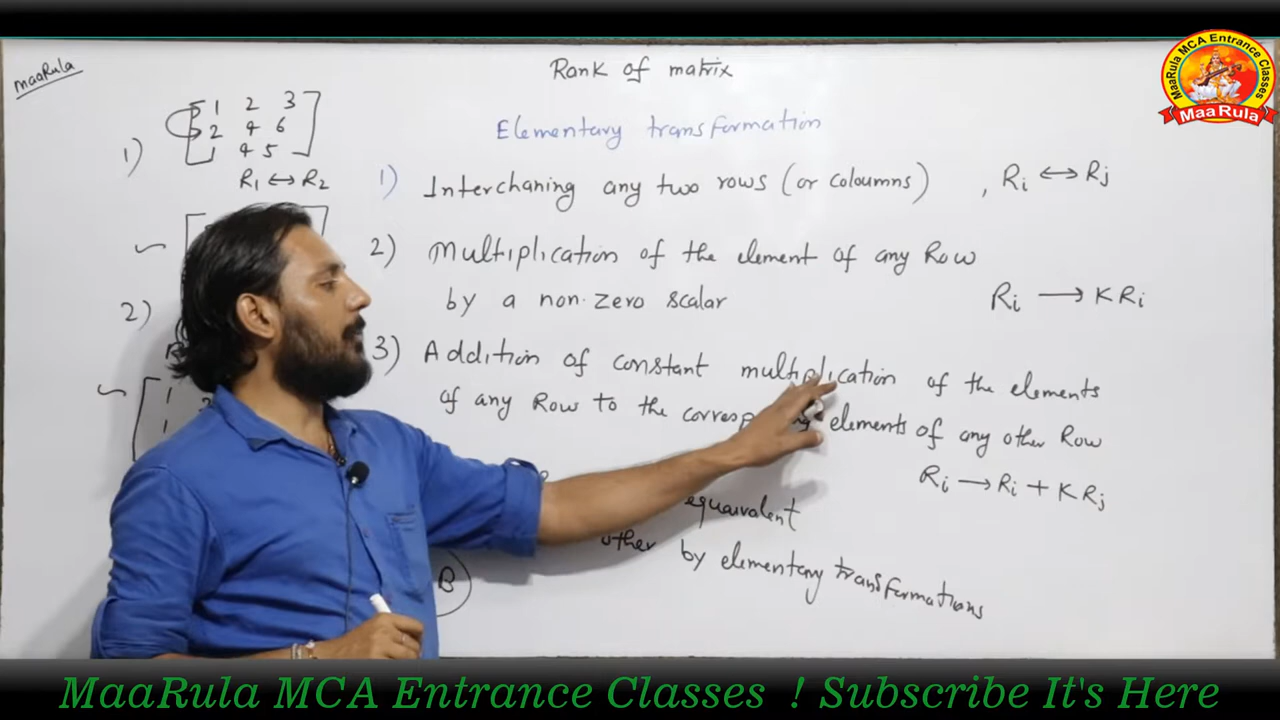 MaaRula
Rank of matrix
MaaRula MCA Entrance Classes
MaaRula
Elementary transformation
1)
1 2 3
2 4 6
1 4 5
R1 ↔ R2
1) Interchaning any two rows (or coloumns) , Ri ↔ Rj
2) Multiplication of the element of any Row
by a non-zero scalar
Ri → KRi
2)
3) Addition of constant multiplication of the elements
of any Row to the elements of any other Row
Ri → Ri + KRj
equivalent
other by elementary transformations
B
MaaRula MCA Entrance Classes ! Subscribe It's Here